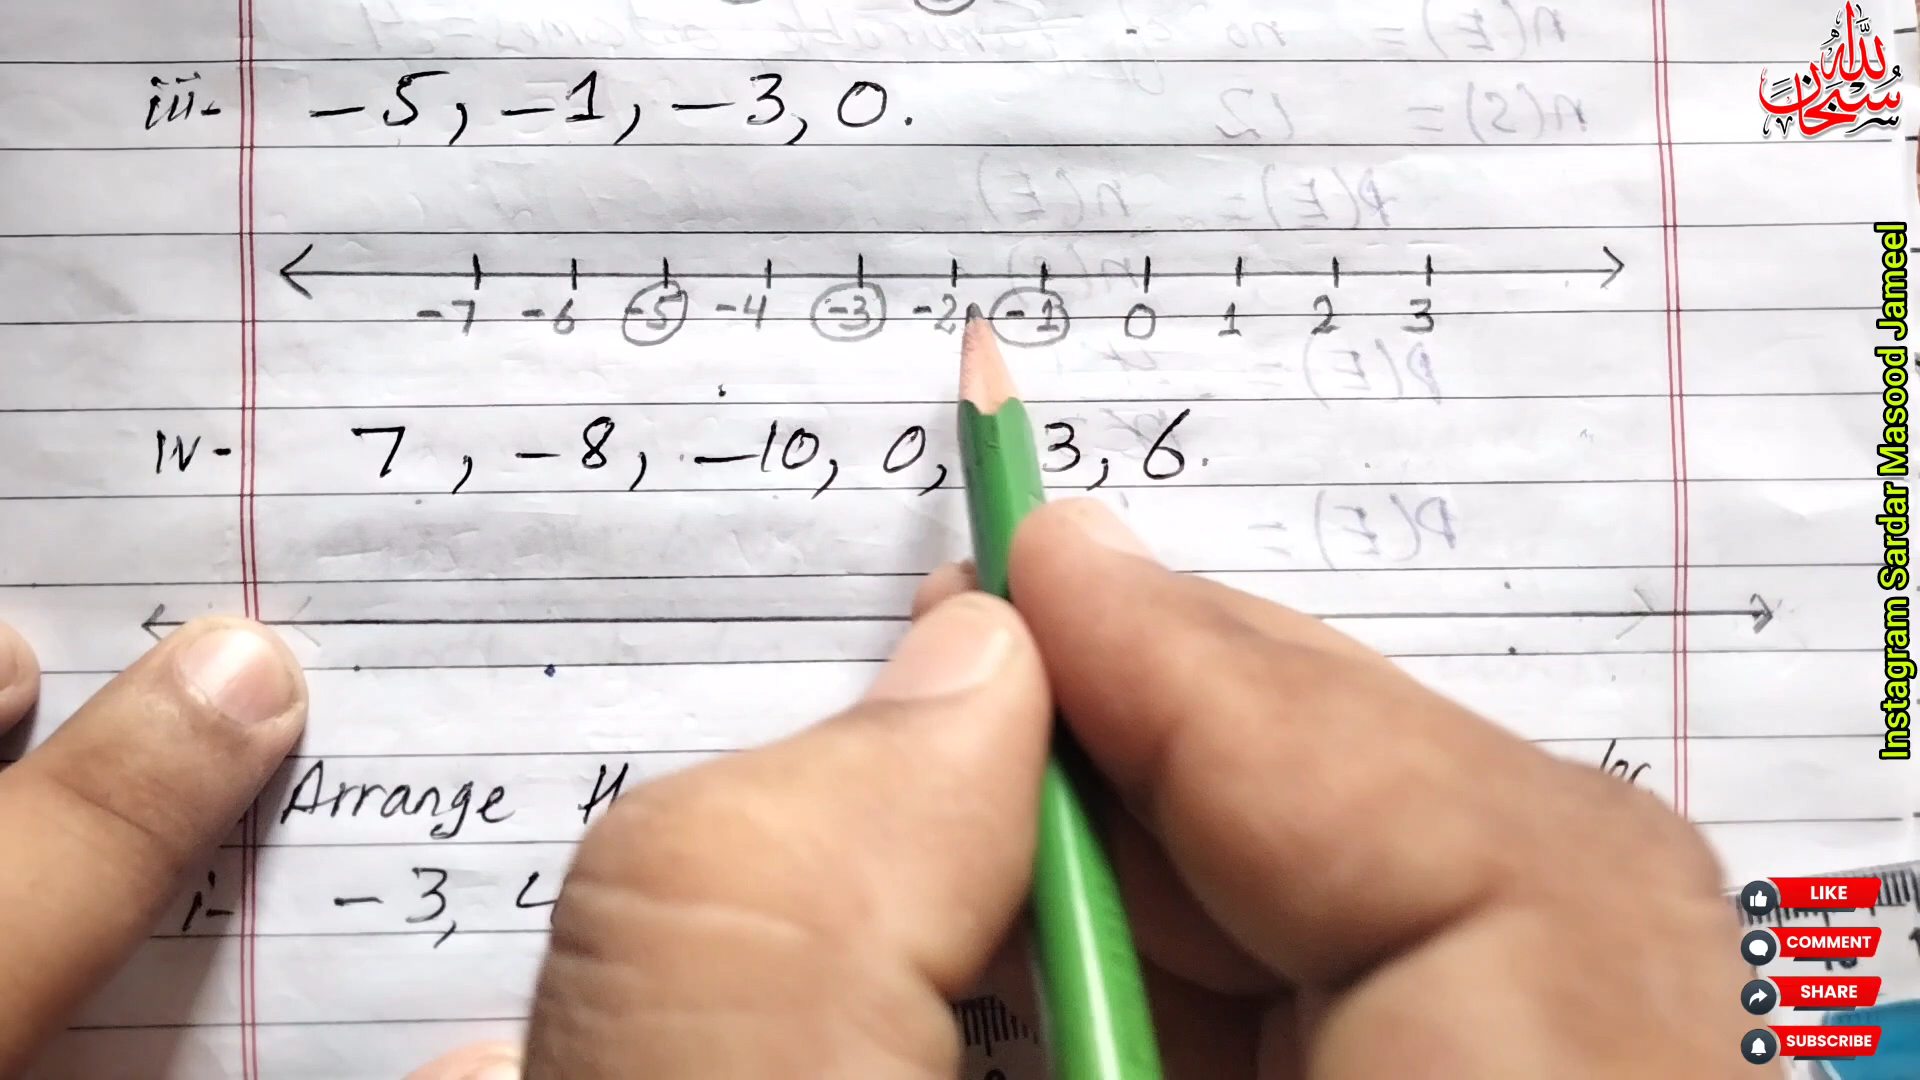 iii- -5, -1, -3, 0.
-7 -6 -5 -4 -3 -2 -1 0 1 2 3
iv- 7, -8, -10, 0, 3, 6.
Arrange
i- -3, 4
سبحان الله
Instagram Sardar Masood Jameel
LIKE
COMMENT
SHARE
SUBSCRIBE